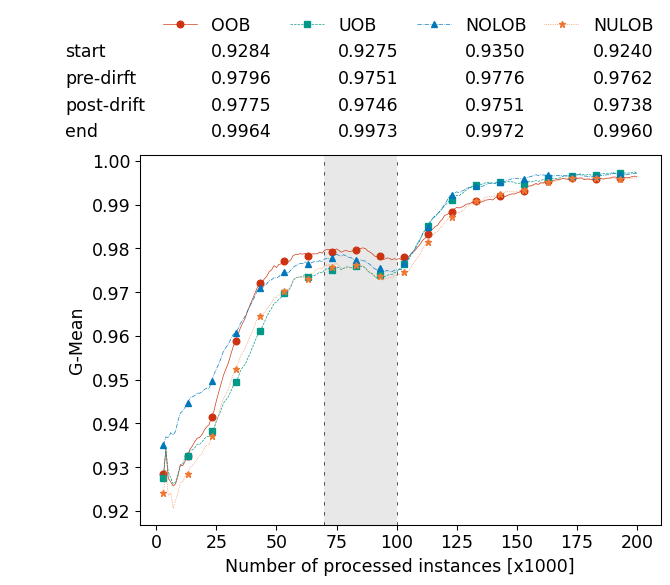 OOB UOB NOLOB NULOB
start 0.9284 0.9275 0.9350 0.9240
pre-dirft 0.9796 0.9751 0.9776 0.9762
post-drift 0.9775 0.9746 0.9751 0.9738
end 0.9964 0.9973 0.9972 0.9960
1.00
0.99
0.98
0.97
0.96
0.95
0.94
0.93
0.92
G-Mean
0 25 50 75 100 125 150 175 200
Number of processed instances [x1000]